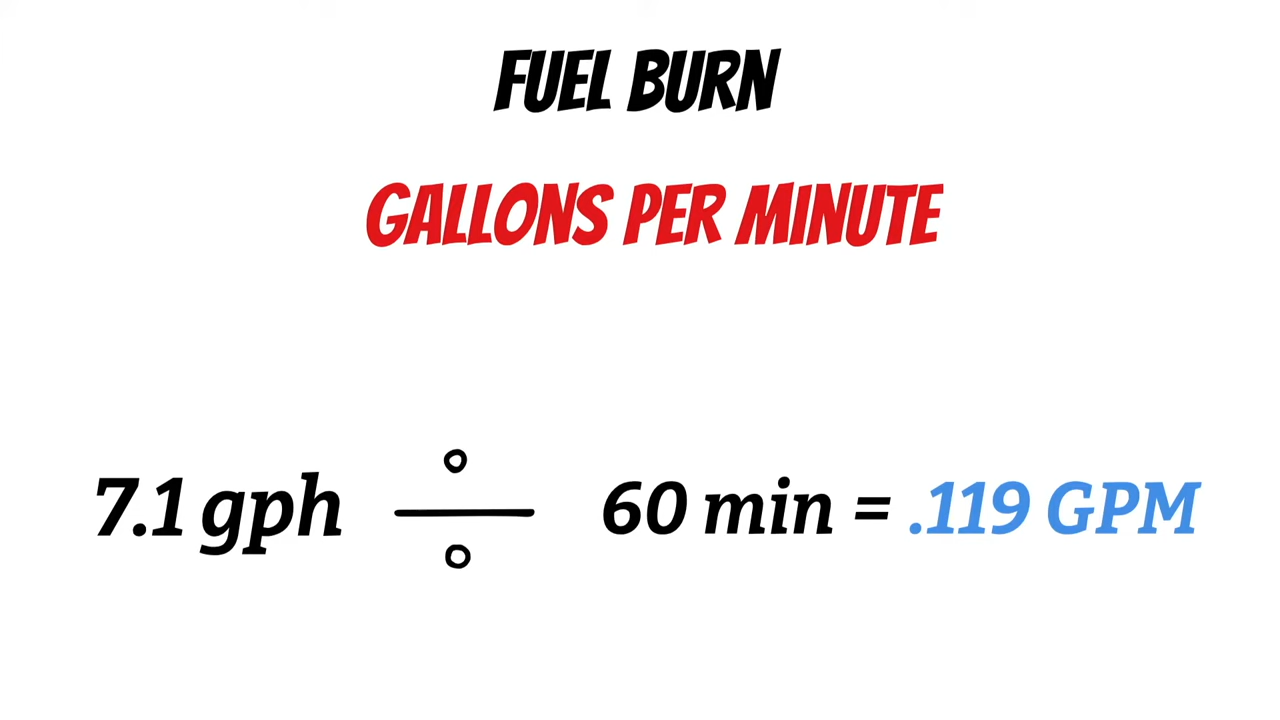 FUEL BURN
GALLONS PER MINUTE
7.1 gph ÷ 60 min = .119 GPM